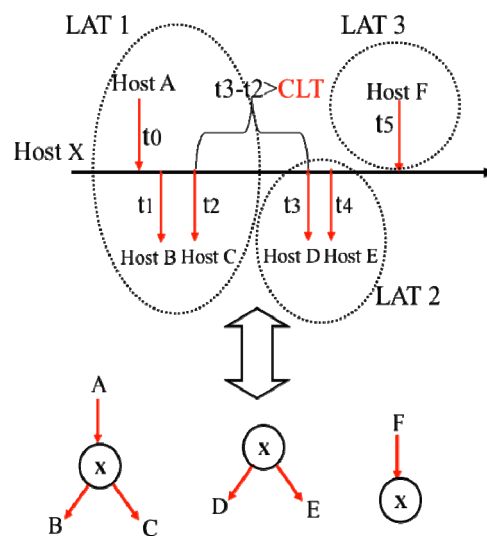 LAT 1
LAT 3
Host A
t3-t2>CLT
Host F
t0
t5
Host X
t1
t2
t3
t4
Host B
Host C
Host D
Host E
LAT 2
A
F
X
X
X
B
C
D
E